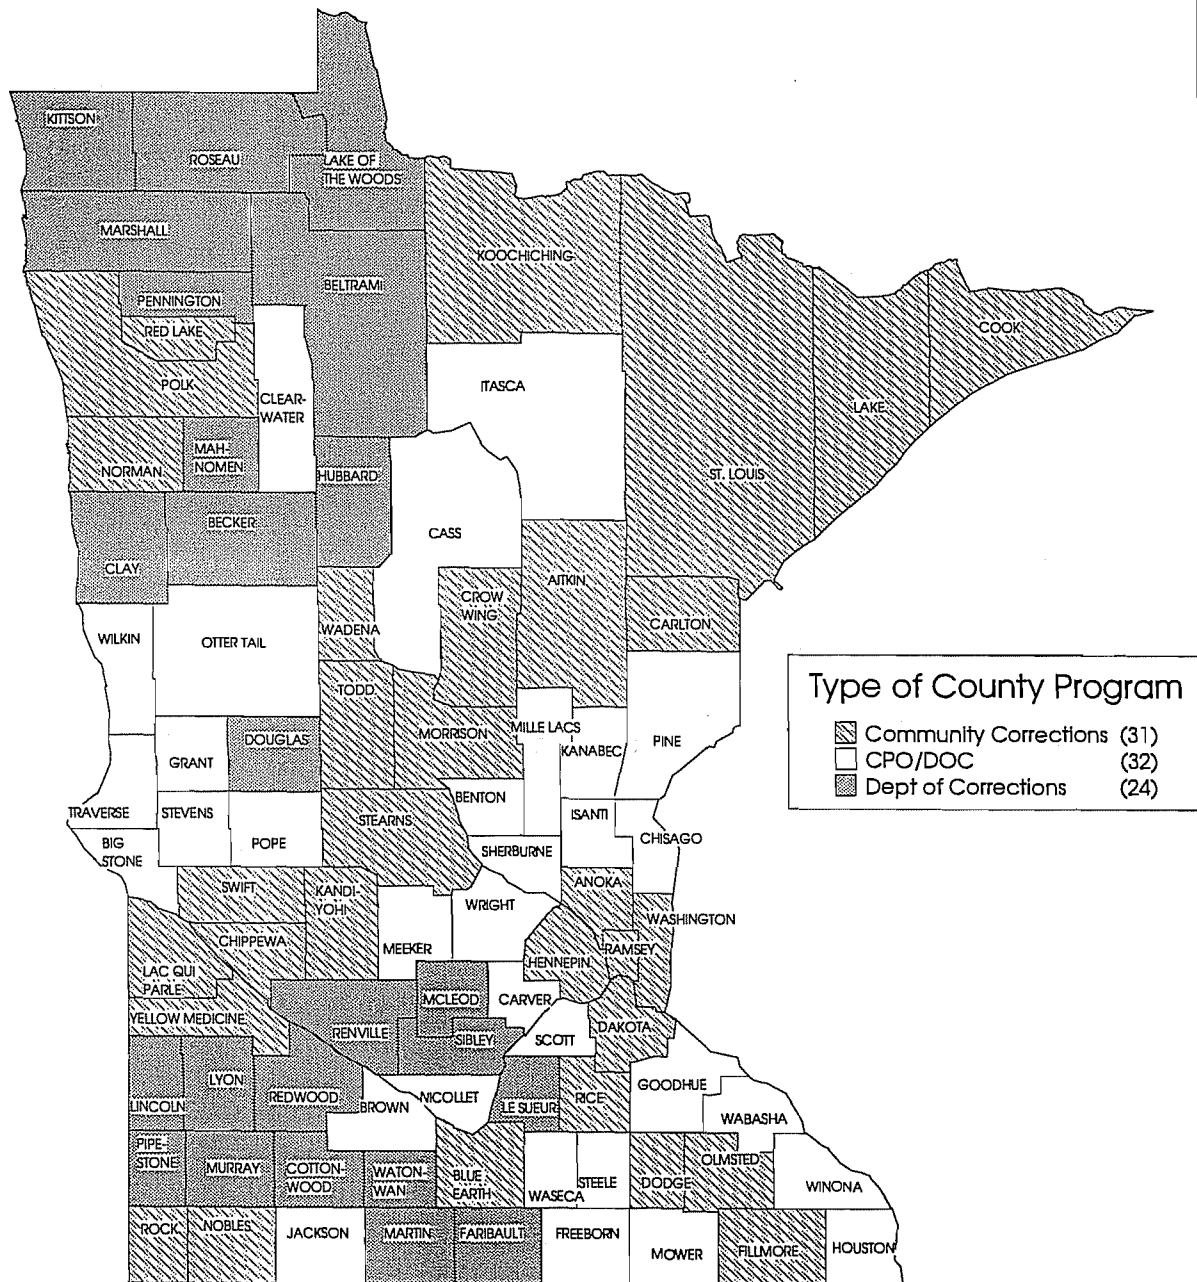 KITTSON
ROSEAU
LAKE OF
THE WOODS
MARSHALL
KOOCHICHING
BELTRAMI
PENNINGTON
RED LAKE
COOK
POLK
ITASCA
CLEAR-
WATER
LAKE
MAH-
NOMEN
NORMAN
HUBBARD
ST. LOUIS
BECKER
CASS
CLAY
AITKIN
CROW
WING
WADENA
CARLTON
WILKIN
OTTER TAIL
TODD
MORRISON
MILLE LACS
KANABEC
PINE
DOUGLAS
GRANT
Type of County Program
Community Corrections (31)
CPO/DOC (32)
Dept of Corrections (24)
BENTON
TRAVERSE
STEVENS
STEARNS
ISANTI
CHISAGO
BIG
STONE
POPE
SHERBURNE
SWIFT
KANDI-
YOHI
ANOKA
WRIGHT
WASHINGTON
CHIPPEWA
MEEKER
HENNEPIN
RAMSEY
LAC QUI
PARLE
MCLEOD
CARVER
YELLOW MEDICINE
RENVILLE
SIBLEY
SCOTT
DAKOTA
LYON
LINCOLN
REDWOOD
BROWN
NICOLLET
LE SUEUR
RICE
GOODHUE
WABASHA
PIPE-
STONE
MURRAY
COTTON-
WOOD
WATON-
WAN
BLUE
EARTH
WASECA
STEELE
DODGE
OLMSTED
WINONA
ROCK
NOBLES
JACKSON
MARTIN
FARIBAULT
FREEBORN
MOWER
FILLMORE
HOUSTON